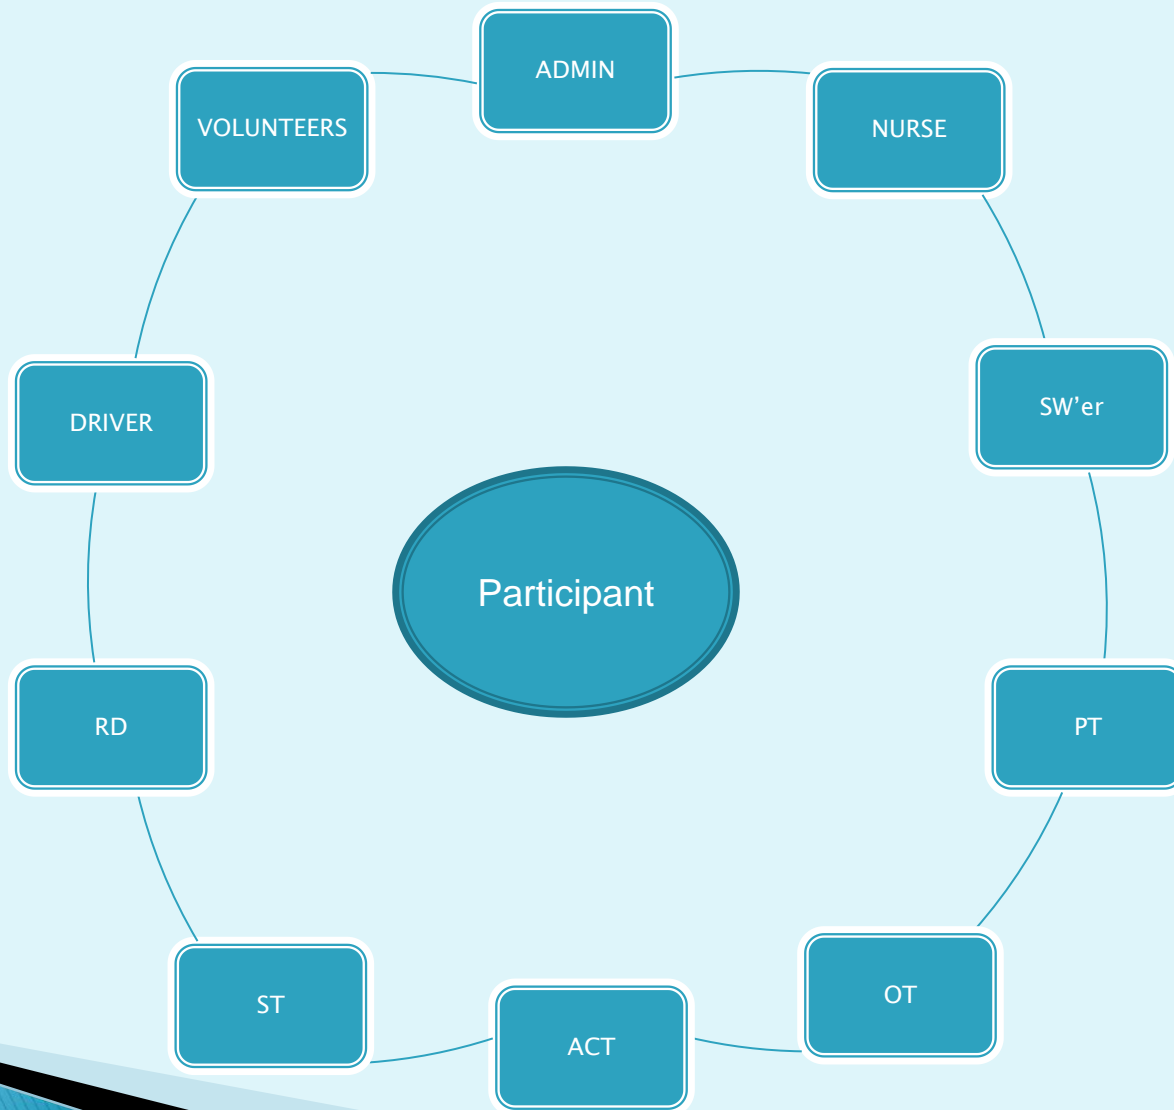 ADMIN
NURSE
SW’er
PT
OT
ACT
ST
RD
DRIVER
VOLUNTEERS
Participant